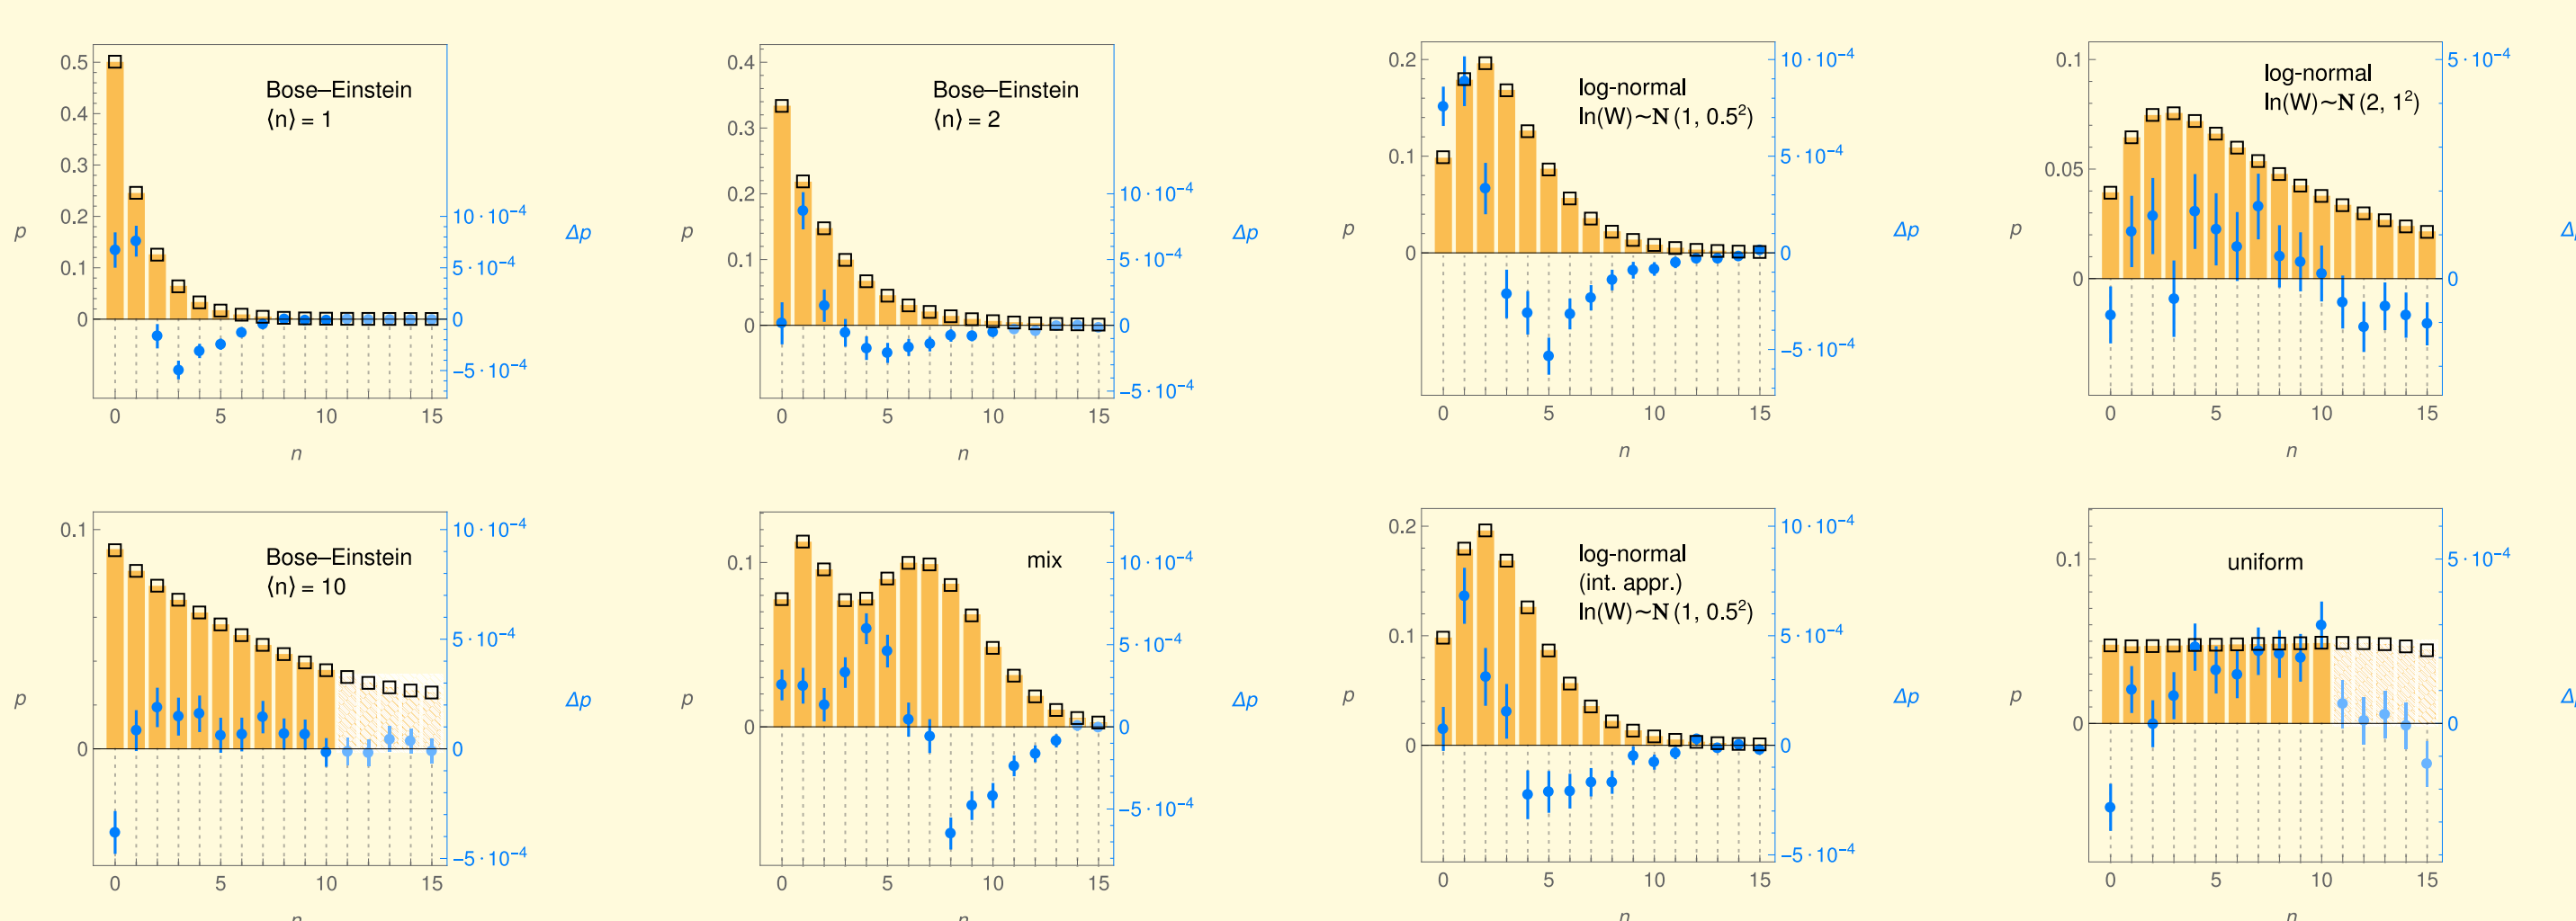 0.5
0.4
0.3
0.2
0.1
0
Bose–Einstein
⟨n⟩ = 1
10·10⁻⁴
5·10⁻⁴
0
−5·10⁻⁴
p
Δp
0 5 10 15
n
0.4
0.3
0.2
0.1
0
Bose–Einstein
⟨n⟩ = 2
10·10⁻⁴
5·10⁻⁴
0
−5·10⁻⁴
p
Δp
0 5 10 15
n
0.2
0.1
0
log-normal
ln(W)~N (1, 0.5²)
10·10⁻⁴
5·10⁻⁴
0
−5·10⁻⁴
p
Δp
0 5 10 15
n
0.1
0.05
0
log-normal
ln(W)~N (2, 1²)
5·10⁻⁴
0
p
0 5 10 15
n
0.1
0
Bose–Einstein
⟨n⟩ = 10
10·10⁻⁴
5·10⁻⁴
0
−5·10⁻⁴
p
Δp
0 5 10 15
0.1
0
mix
10·10⁻⁴
5·10⁻⁴
0
−5·10⁻⁴
p
Δp
0 5 10 15
0.2
0.1
0
log-normal
(int. appr.)
ln(W)~N (1, 0.5²)
10·10⁻⁴
5·10⁻⁴
0
−5·10⁻⁴
p
Δp
0 5 10 15
0.1
0
uniform
5·10⁻⁴
0
p
0 5 10 15